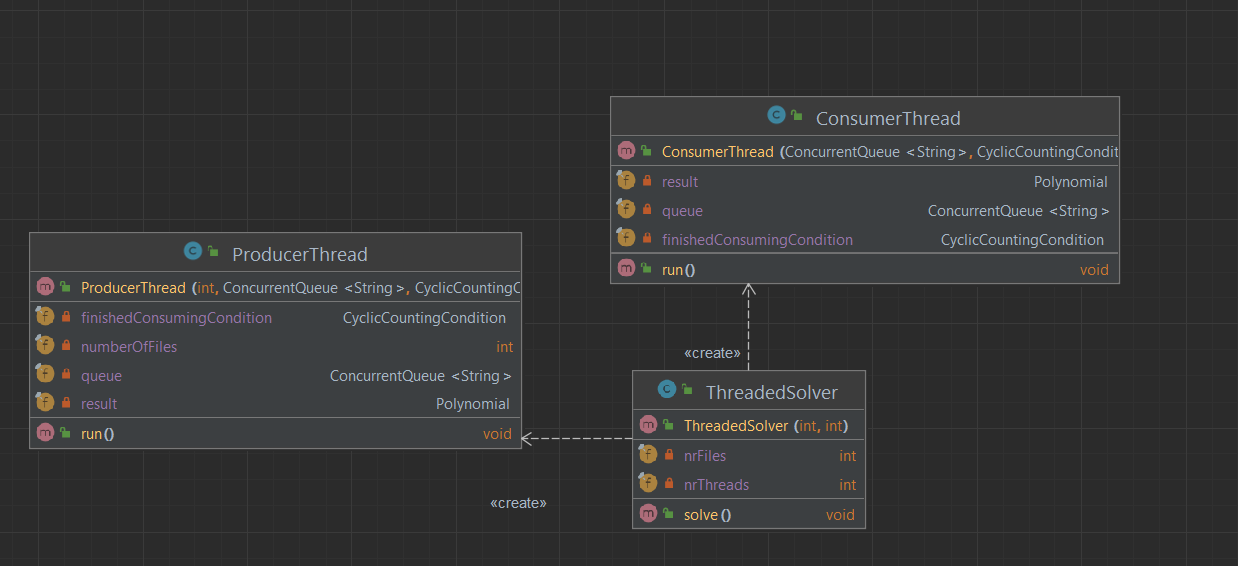 ConsumerThread
ConsumerThread (ConcurrentQueue <String>, CyclicCountingCondit
result Polynomial
queue ConcurrentQueue <String>
finishedConsumingCondition CyclicCountingCondition
run() void
ProducerThread
ProducerThread (int, ConcurrentQueue <String>, CyclicCountingC
finishedConsumingCondition CyclicCountingCondition
numberOfFiles int
queue ConcurrentQueue <String>
result Polynomial
run() void
«create»
ThreadedSolver
ThreadedSolver (int, int)
nrFiles int
nrThreads int
solve() void
«create»